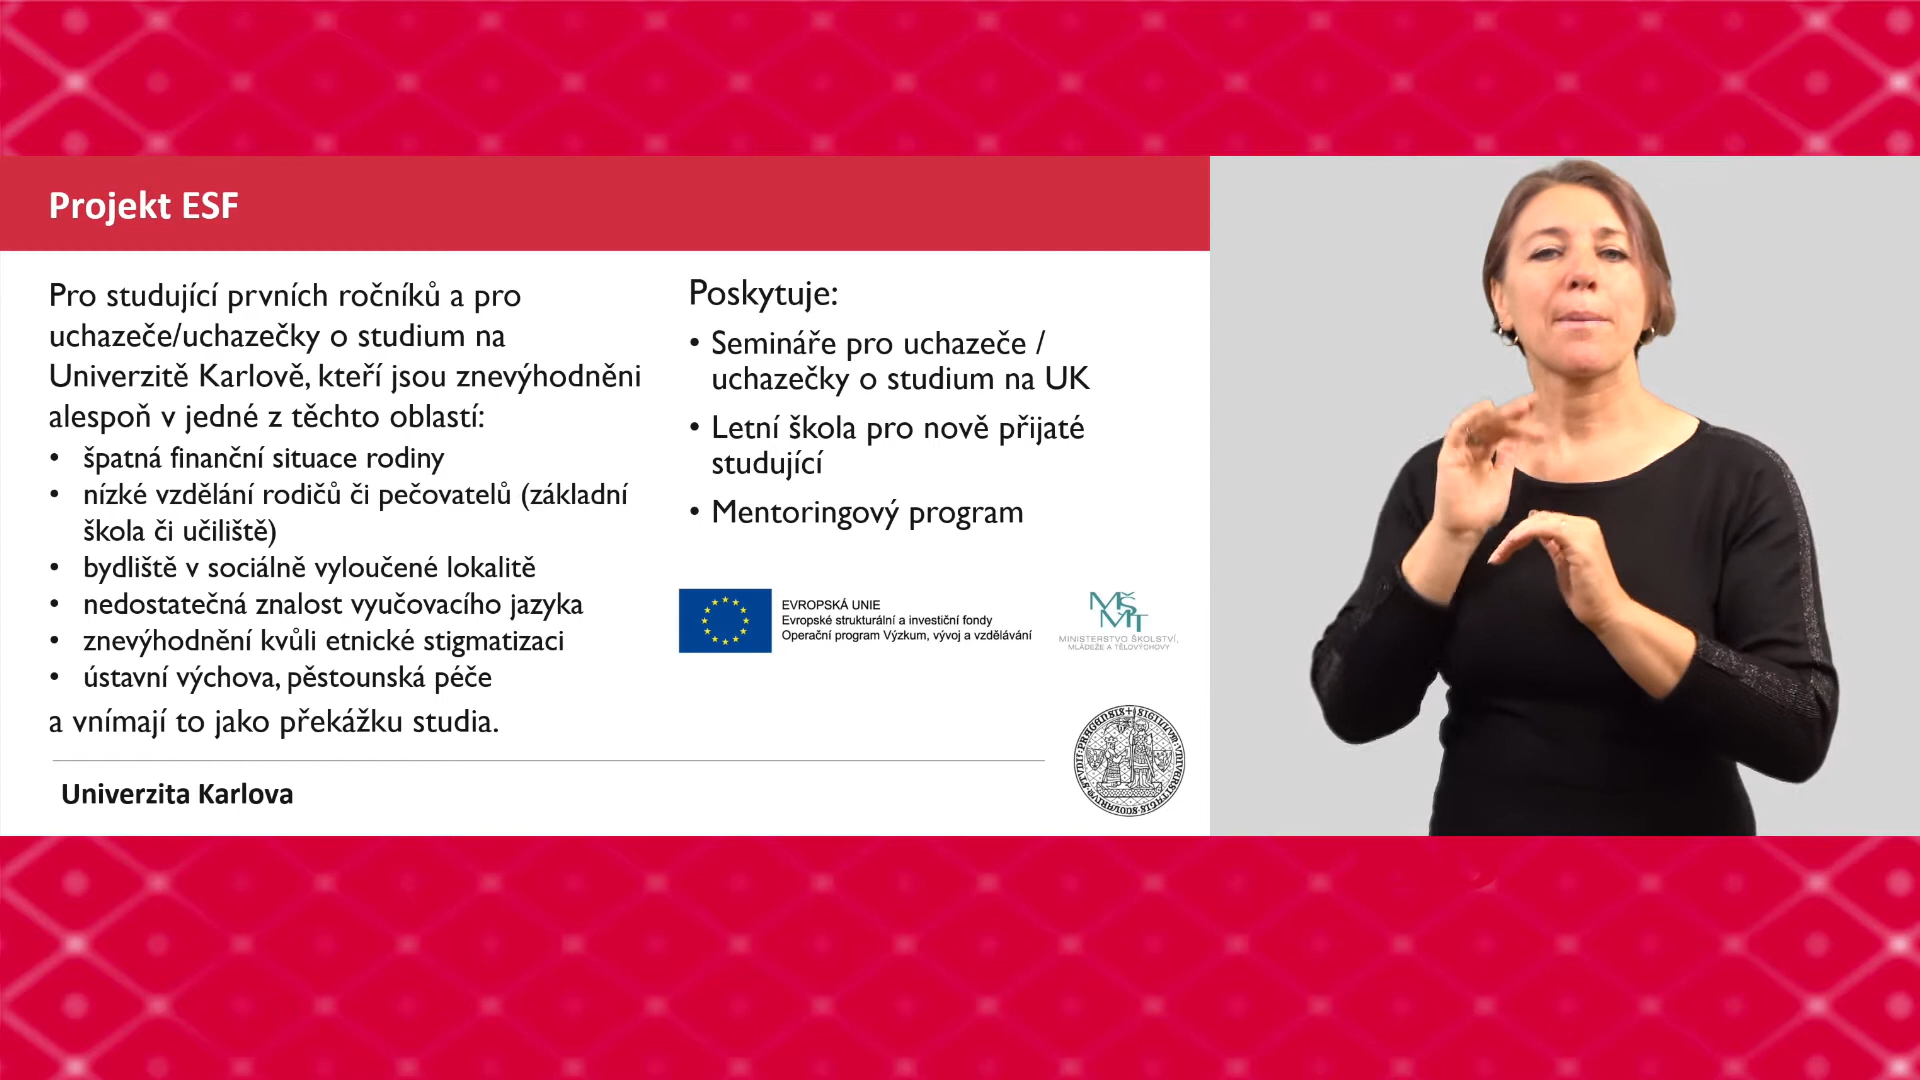 Projekt ESF
Pro studující prvních ročníků a pro
uchazeče/uchazečky o studium na
Univerzitě Karlově, kteří jsou znevýhodněni
alespoň v jedné z těchto oblastí:
• špatná finanční situace rodiny
• nízké vzdělání rodičů či pečovatelů (základní
škola či učiliště)
• bydliště v sociálně vyloučené lokalitě
• nedostatečná znalost vyučovacího jazyka
• znevýhodnění kvůli etnické stigmatizaci
• ústavní výchova, pěstounská péče
a vnímají to jako překážku studia.
Poskytuje:
• Semináře pro uchazeče /
uchazečky o studium na UK
• Letní škola pro nově přijaté
studující
• Mentoringový program
EVROPSKÁ UNIE
Evropské strukturální a investiční fondy
Operační program Výzkum, vývoj a vzdělávání
MŠMT
MINISTERSTVO ŠKOLSTVÍ,
MLÁDEŽE A TĚLOVÝCHOVY
Univerzita Karlova